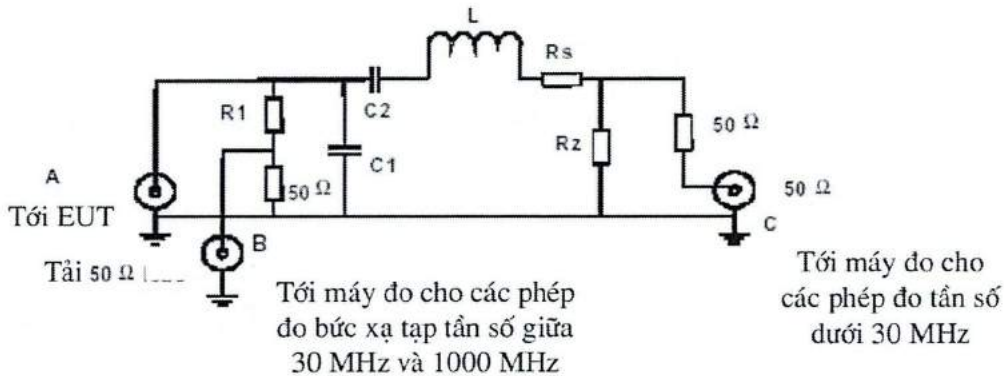 L
Rs
C2
R1
C1
50 Ω
Rz
50 Ω
50 Ω
A
Tới EUT
B
C
Tải 50 Ω
Tới máy đo cho các phép
đo bức xạ tạp tần số giữa
30 MHz và 1000 MHz
Tới máy đo cho
các phép đo tần số
dưới 30 MHz